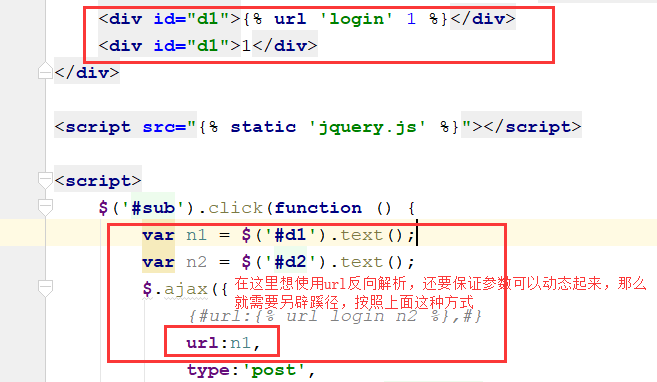 <div id="d1">{% url 'login' 1 %}</div>
<div id="d1">1</div>
</div>
<script src="{% static 'jquery.js' %}"></script>
<script>
$('#sub').click(function () {
var n1 = $('#d1').text();
var n2 = $('#d2').text();
$.ajax({
在这里想使用url反向解析，还要保证参数可以动态起来，那么
就需要另辟蹊径，按照上面这种方式
{#url:{% url login n2 %},#}
url:n1,
type:'post',